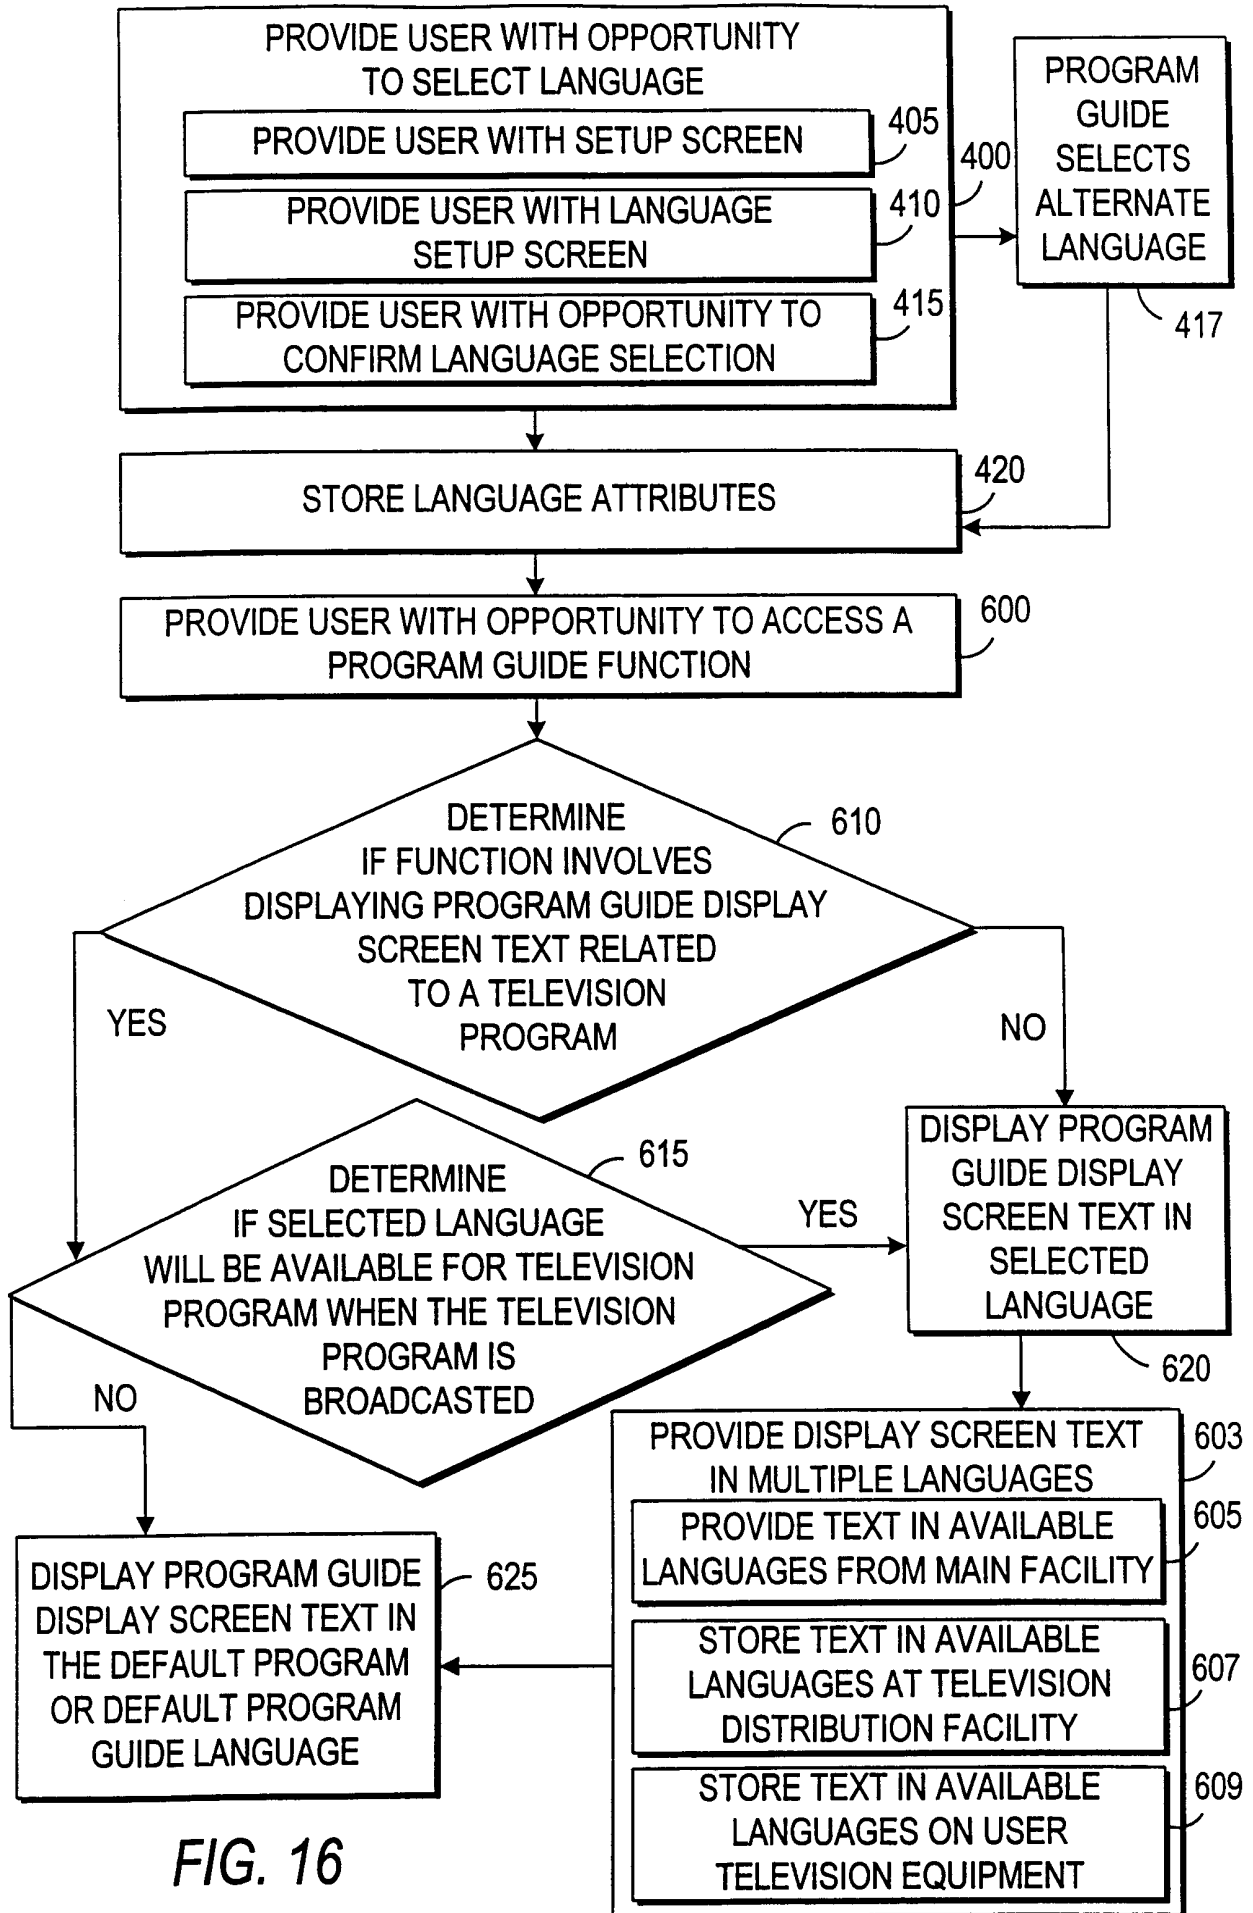 PROVIDE USER WITH OPPORTUNITY
TO SELECT LANGUAGE
PROVIDE USER WITH SETUP SCREEN
405
PROVIDE USER WITH LANGUAGE
SETUP SCREEN
410
PROVIDE USER WITH OPPORTUNITY TO
CONFIRM LANGUAGE SELECTION
415
400
PROGRAM
GUIDE
SELECTS
ALTERNATE
LANGUAGE
417
STORE LANGUAGE ATTRIBUTES
420
PROVIDE USER WITH OPPORTUNITY TO ACCESS A
PROGRAM GUIDE FUNCTION
600
DETERMINE
IF FUNCTION INVOLVES
DISPLAYING PROGRAM GUIDE DISPLAY
SCREEN TEXT RELATED
TO A TELEVISION
PROGRAM
610
YES
NO
DETERMINE
IF SELECTED LANGUAGE
WILL BE AVAILABLE FOR TELEVISION
PROGRAM WHEN THE TELEVISION
PROGRAM IS
BROADCASTED
615
YES
NO
DISPLAY PROGRAM
GUIDE DISPLAY
SCREEN TEXT IN
SELECTED
LANGUAGE
620
PROVIDE DISPLAY SCREEN TEXT
IN MULTIPLE LANGUAGES
603
PROVIDE TEXT IN AVAILABLE
LANGUAGES FROM MAIN FACILITY
605
STORE TEXT IN AVAILABLE
LANGUAGES AT TELEVISION
DISTRIBUTION FACILITY
607
STORE TEXT IN AVAILABLE
LANGUAGES ON USER
TELEVISION EQUIPMENT
609
DISPLAY PROGRAM GUIDE
DISPLAY SCREEN TEXT IN
THE DEFAULT PROGRAM
OR DEFAULT PROGRAM
GUIDE LANGUAGE
625
FIG. 16